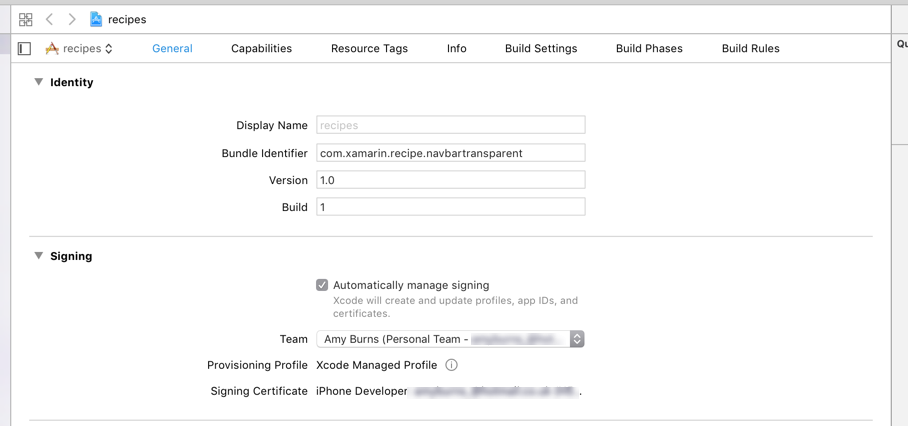 recipes
Qu
recipes General Capabilities Resource Tags Info Build Settings Build Phases Build Rules
Identity
Display Name recipes
Bundle Identifier com.xamarin.recipe.navbartransparent
Version 1.0
Build 1
Signing
Automatically manage signing
Xcode will create and update profiles, app IDs, and
certificates.
Team Amy Burns (Personal Team -
Provisioning Profile Xcode Managed Profile
Signing Certificate iPhone Developer